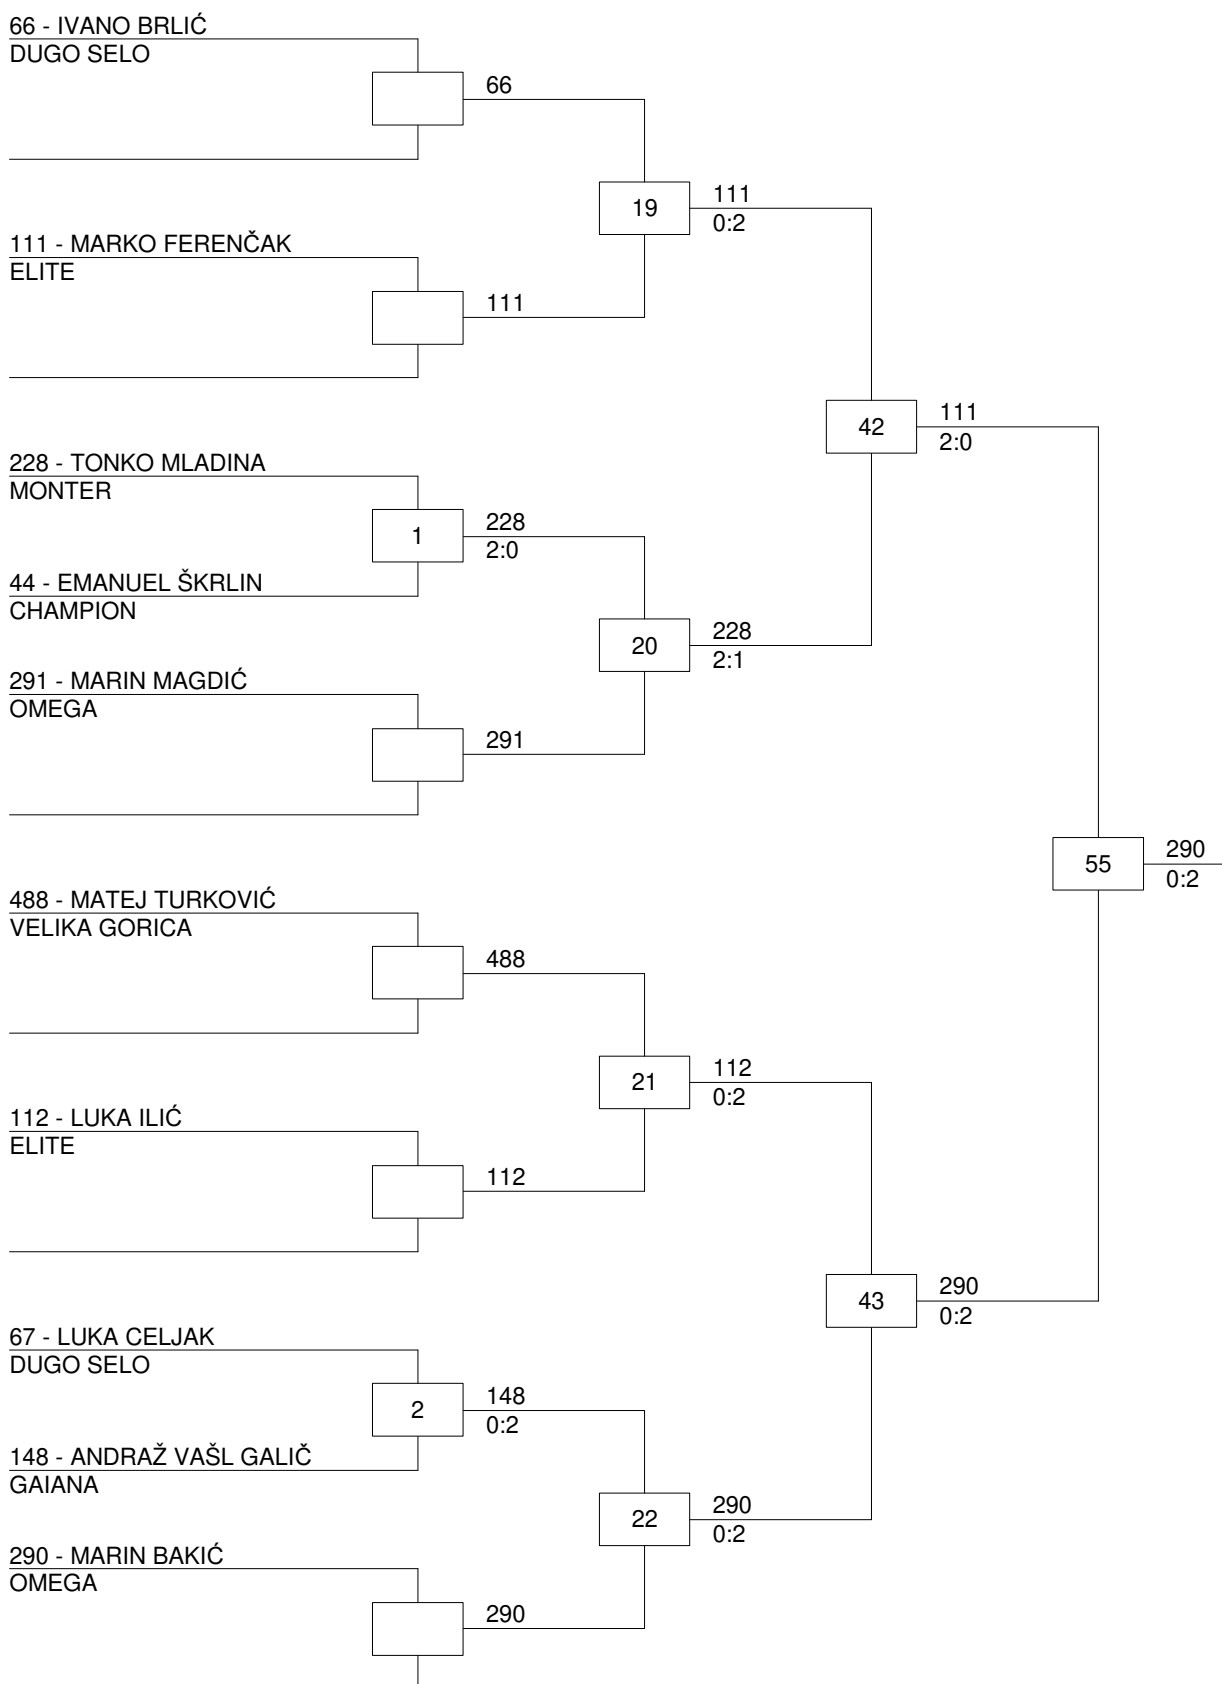 66 - IVANO BRLIĆ
DUGO SELO
66
19
111
0:2
111 - MARKO FERENČAK
ELITE
111
42
111
2:0
228 - TONKO MLADINA
MONTER
1
228
2:0
44 - EMANUEL ŠKRLIN
CHAMPION
20
228
2:1
291 - MARIN MAGDIĆ
OMEGA
291
55
290
0:2
488 - MATEJ TURKOVIĆ
VELIKA GORICA
488
21
112
0:2
112 - LUKA ILIĆ
ELITE
112
43
290
0:2
67 - LUKA CELJAK
DUGO SELO
2
148
0:2
148 - ANDRAŽ VAŠL GALIČ
GAIANA
22
290
0:2
290 - MARIN BAKIĆ
OMEGA
290